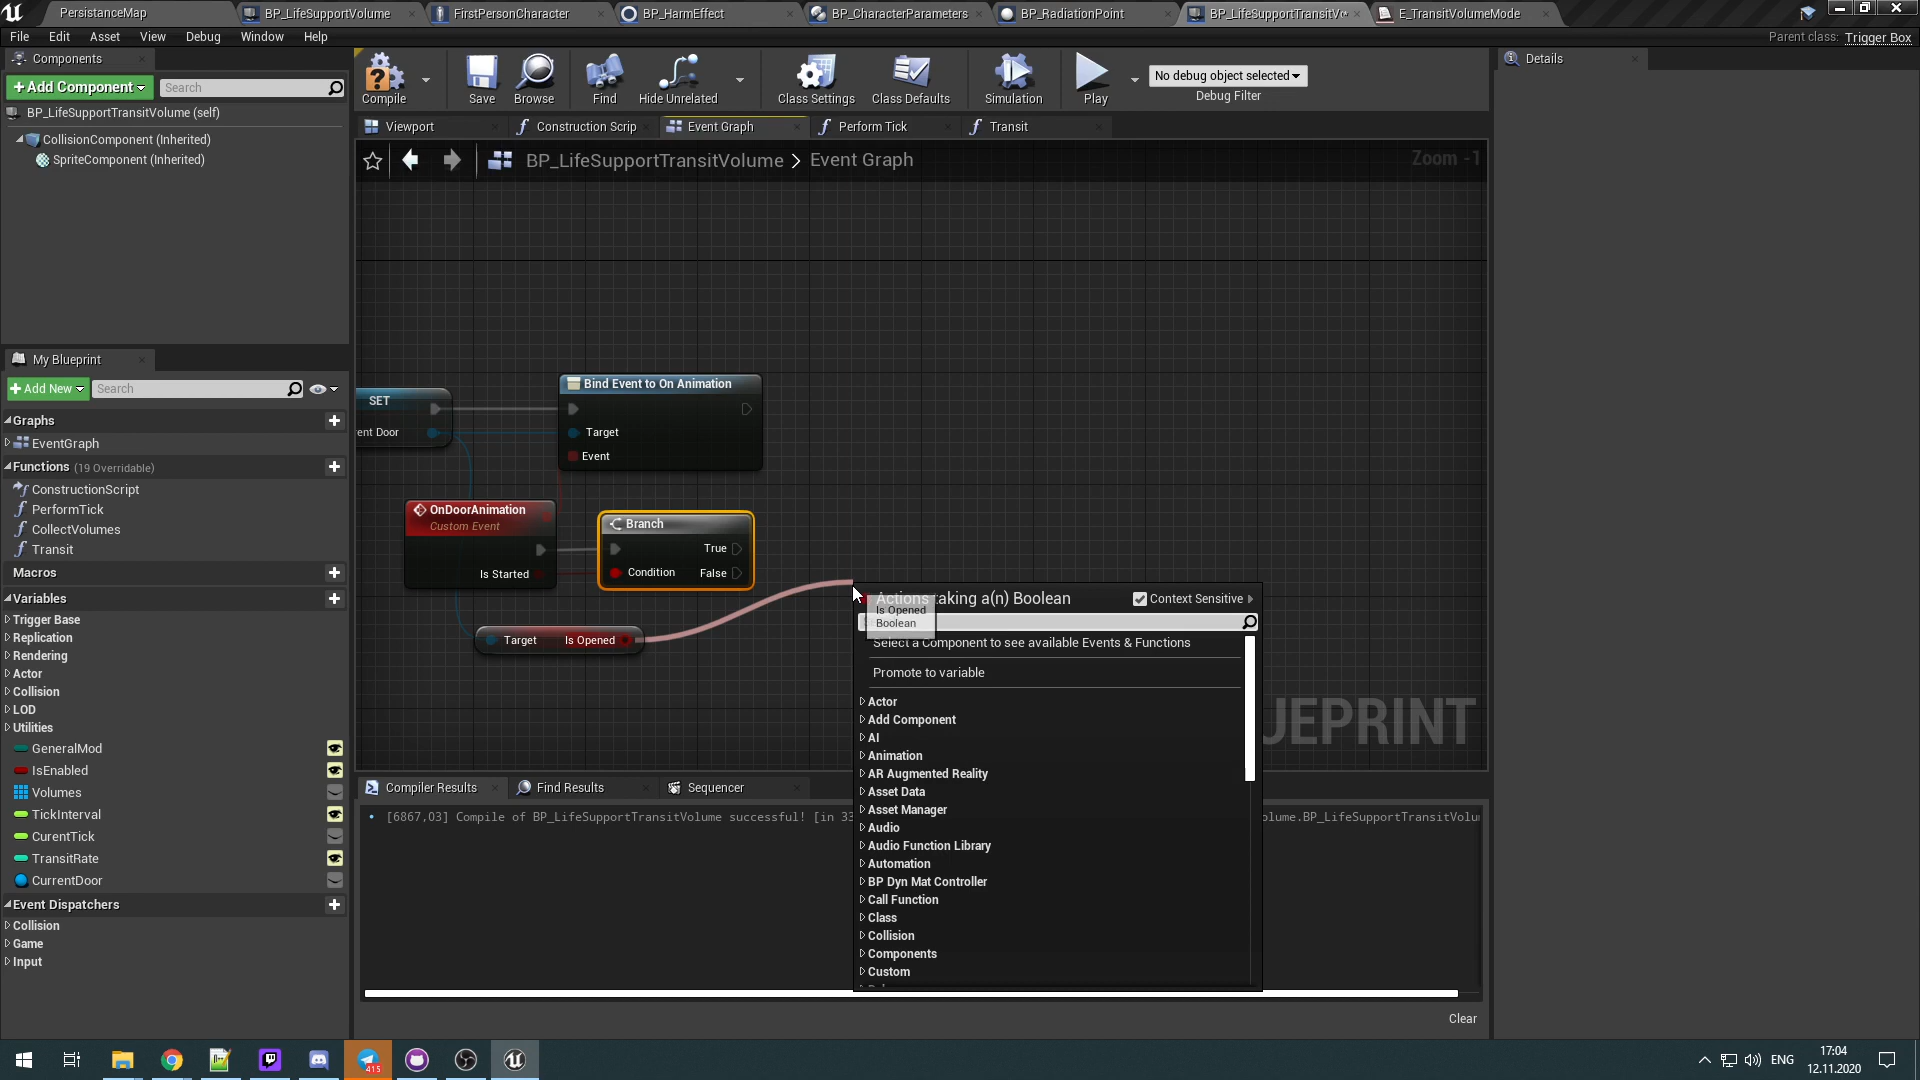 PersistanceMap
BP_LifeSupportVolume
FirstPersonCharacter
BP_HarmEffect
BP_CharacterParameters
BP_RadiationPoint
BP_LifeSupportTransitV
E_TransitVolumeMode
File Edit Asset View Debug Window Help
Parent class: Trigger Box
Components
Details
+Add Component
Search
BP_LifeSupportTransitVolume (self)
CollisionComponent (Inherited)
SpriteComponent (Inherited)
Compile
Save
Browse
Find
Hide Unrelated
Class Settings
Class Defaults
Simulation
Play
No debug object selected
Debug Filter
Viewport
Construction Scrip
Event Graph
Perform Tick
Transit
BP_LifeSupportTransitVolume > Event Graph
Zoom -1
My Blueprint
+Add New
Search
Graphs
EventGraph
Functions (19 Overridable)
ConstructionScript
PerformTick
CollectVolumes
Transit
Macros
Variables
Trigger Base
Replication
Rendering
Actor
Collision
LOD
Utilities
GeneralMod
IsEnabled
Volumes
TickInterval
CurentTick
TransitRate
CurrentDoor
Event Dispatchers
Collision
Game
Input
SET
ent Door
Bind Event to On Animation
Target
Event
OnDoorAnimation
Custom Event
Is Started
Branch
True
Condition
False
Target
Is Opened
Actions taking a(n) Boolean
Context Sensitive
Is Opened
Boolean
Select a Component to see available Events & Functions
Promote to variable
Actor
Add Component
AI
Animation
AR Augmented Reality
Asset Data
Asset Manager
Audio
Audio Function Library
Automation
BP Dyn Mat Controller
Call Function
Class
Collision
Components
Custom
UEPRINT
Compiler Results
Find Results
Sequencer
[6867,03] Compile of BP_LifeSupportTransitVolume successful! [in 33
olume.BP_LifeSupportTransitVolu
Clear
415
ENG
17:04
12.11.2020